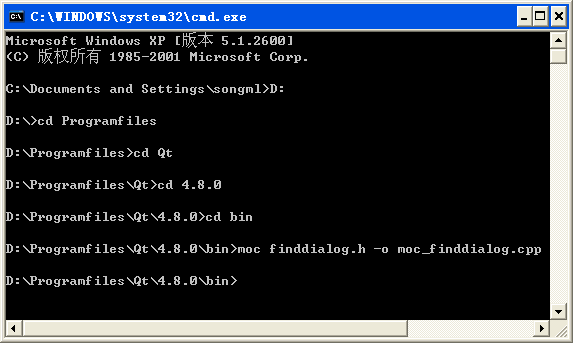 C:\WINDOWS\system32\cmd.exe
Microsoft Windows XP [版本 5.1.2600]
(C) 版权所有 1985-2001 Microsoft Corp.
C:\Documents and Settings\songml>D:
D:\>cd Programfiles
D:\Programfiles>cd Qt
D:\Programfiles\Qt>cd 4.8.0
D:\Programfiles\Qt\4.8.0>cd bin
D:\Programfiles\Qt\4.8.0\bin>moc finddialog.h -o moc_finddialog.cpp
D:\Programfiles\Qt\4.8.0\bin>